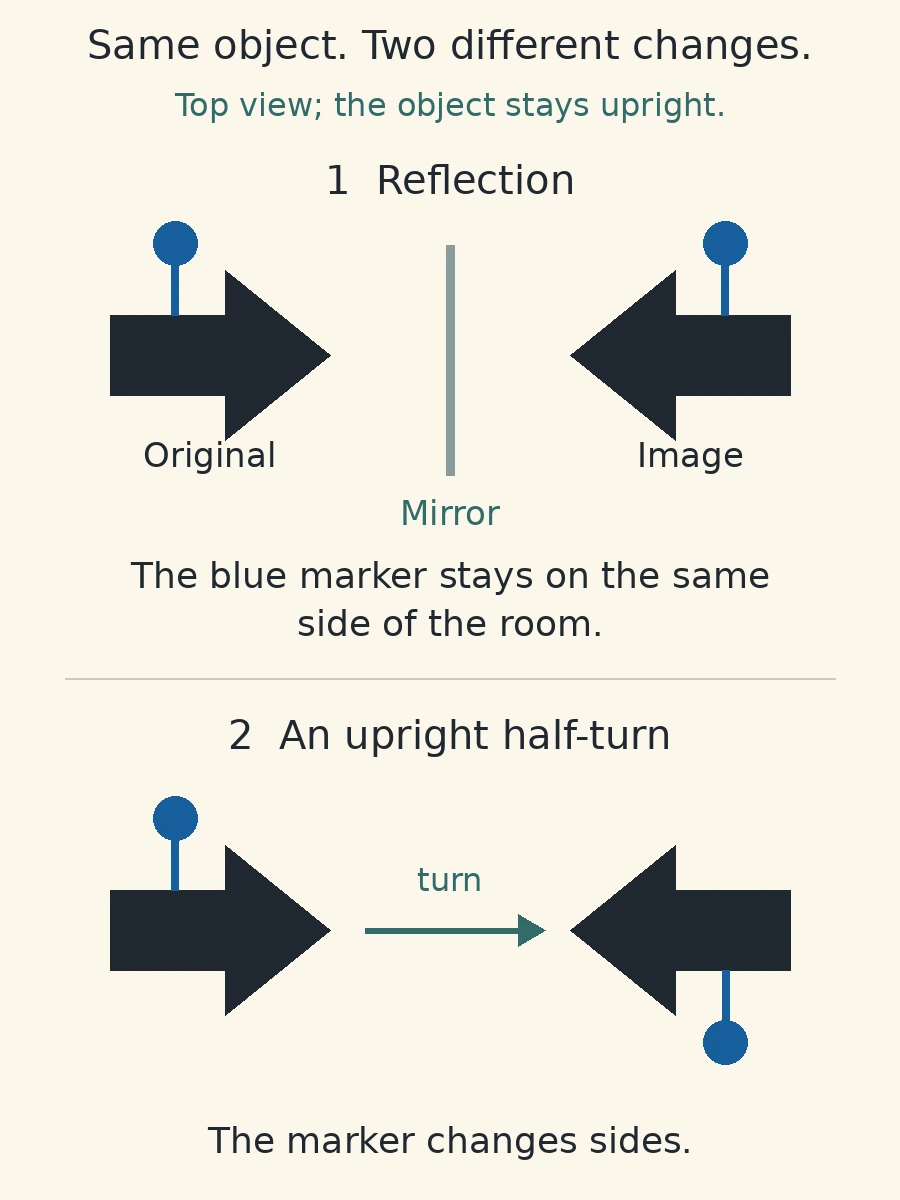 Same object. Two different changes.
Top view; the object stays upright.
1 Reflection
Original
Image
Mirror
The blue marker stays on the same
side of the room.
2 An upright half-turn
turn
The marker changes sides.